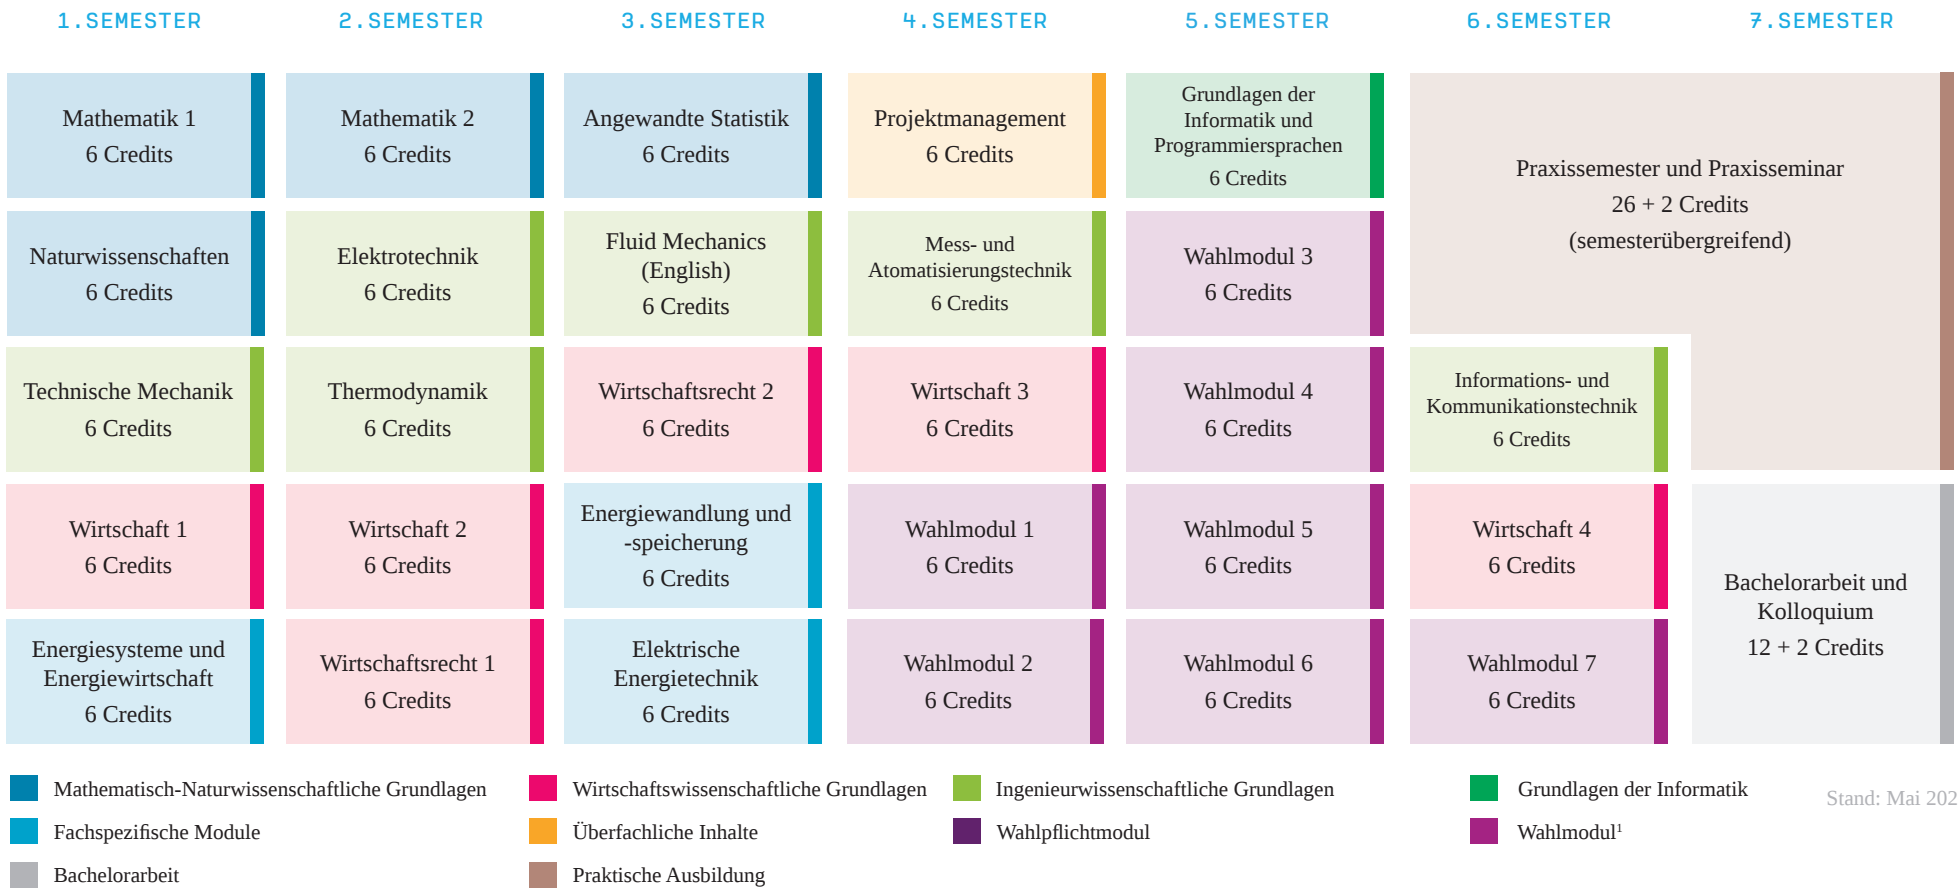 1.SEMESTER
2.SEMESTER
3.SEMESTER
4.SEMESTER
5.SEMESTER
6.SEMESTER
7.SEMESTER
Mathematik 1
6 Credits
Mathematik 2
6 Credits
Angewandte Statistik
6 Credits
Projektmanagement
6 Credits
Grundlagen der
Informatik und
Programmiersprachen
6 Credits
Praxissemester und Praxisseminar
26 + 2 Credits
(semesterübergreifend)
Naturwissenschaften
6 Credits
Elektrotechnik
6 Credits
Fluid Mechanics
(English)
6 Credits
Mess- und
Atomatisierungstechnik
6 Credits
Wahlmodul 3
6 Credits
Technische Mechanik
6 Credits
Thermodynamik
6 Credits
Wirtschaftsrecht 2
6 Credits
Wirtschaft 3
6 Credits
Wahlmodul 4
6 Credits
Informations- und
Kommunikationstechnik
6 Credits
Wirtschaft 1
6 Credits
Wirtschaft 2
6 Credits
Energiewandlung und
-speicherung
6 Credits
Wahlmodul 1
6 Credits
Wahlmodul 5
6 Credits
Wirtschaft 4
6 Credits
Bachelorarbeit und
Kolloquium
12 + 2 Credits
Energiesysteme und
Energiewirtschaft
6 Credits
Wirtschaftsrecht 1
6 Credits
Elektrische
Energietechnik
6 Credits
Wahlmodul 2
6 Credits
Wahlmodul 6
6 Credits
Wahlmodul 7
6 Credits
Mathematisch-Naturwissenschaftliche Grundlagen
Wirtschaftswissenschaftliche Grundlagen
Ingenieurwissenschaftliche Grundlagen
Grundlagen der Informatik
Stand: Mai 202
Fachspezifische Module
Überfachliche Inhalte
Wahlpflichtmodul
Wahlmodul¹
Bachelorarbeit
Praktische Ausbildung